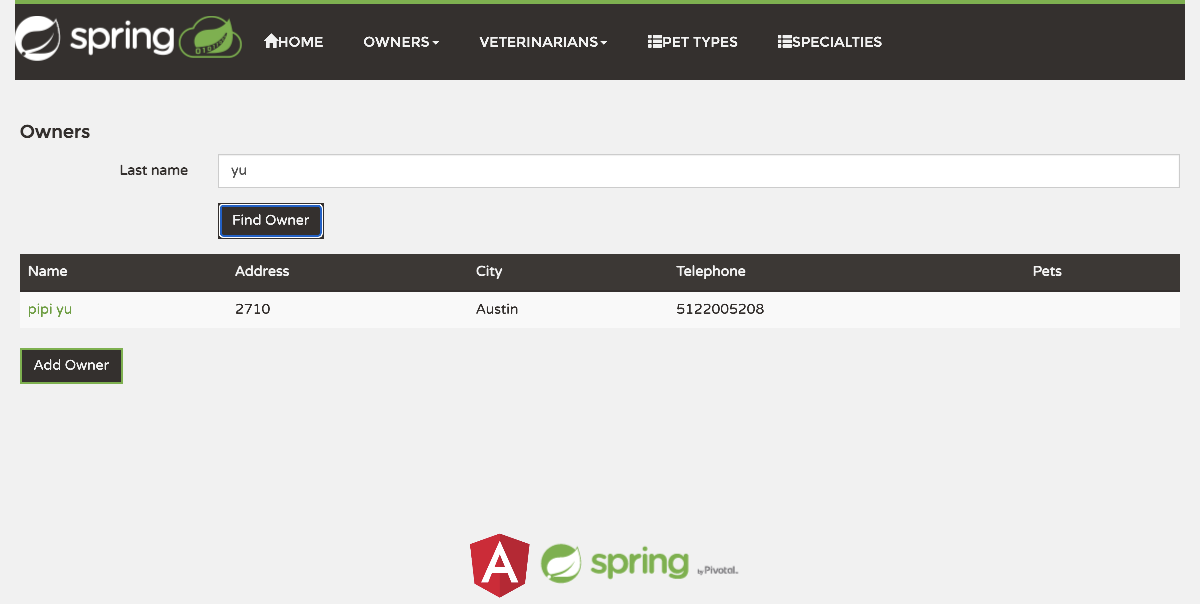 spring HOME OWNERS VETERINARIANS PET TYPES SPECIALTIES
Owners
Last name yu
Find Owner
Name Address City Telephone Pets
pipi yu 2710 Austin 5122005208
Add Owner
A spring by Pivotal.